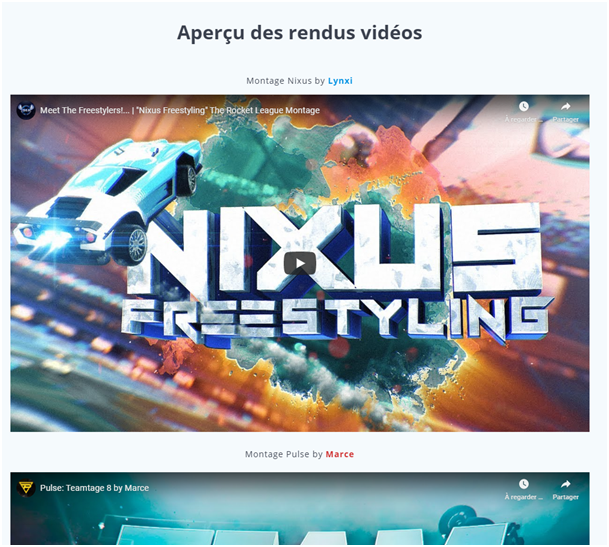 Aperçu des rendus vidéos
Montage Nixus by Lynxi
Meet The Freestylers!... | "Nixus Freestyling" The Rocket League Montage
À regarder ...
Partager
NIXUS
FREESTYLING
Montage Pulse by Marce
Pulse: Teamtage 8 by Marce
À regarder ...
Partager